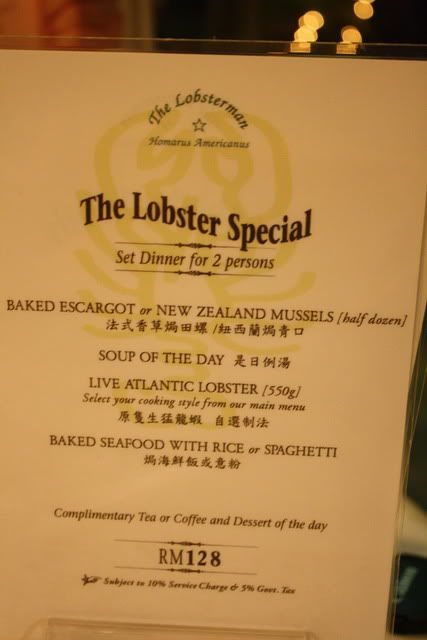 The Lobsterman
Homarus Americanus
The Lobster Special
Set Dinner for 2 persons
BAKED ESCARGOT or NEW ZEALAND MUSSELS [half dozen]
法式香草焗田螺 /紐西蘭焗青口
SOUP OF THE DAY 是日例湯
LIVE ATLANTIC LOBSTER [550g]
Select your cooking style from our main menu
原隻生猛龍蝦 自選制法
BAKED SEAFOOD WITH RICE or SPAGHETTI
焗海鮮飯或意粉
Complimentary Tea or Coffee and Dessert of the day
RM128
Subject to 10% Service Charge & 5% Govt. Tax